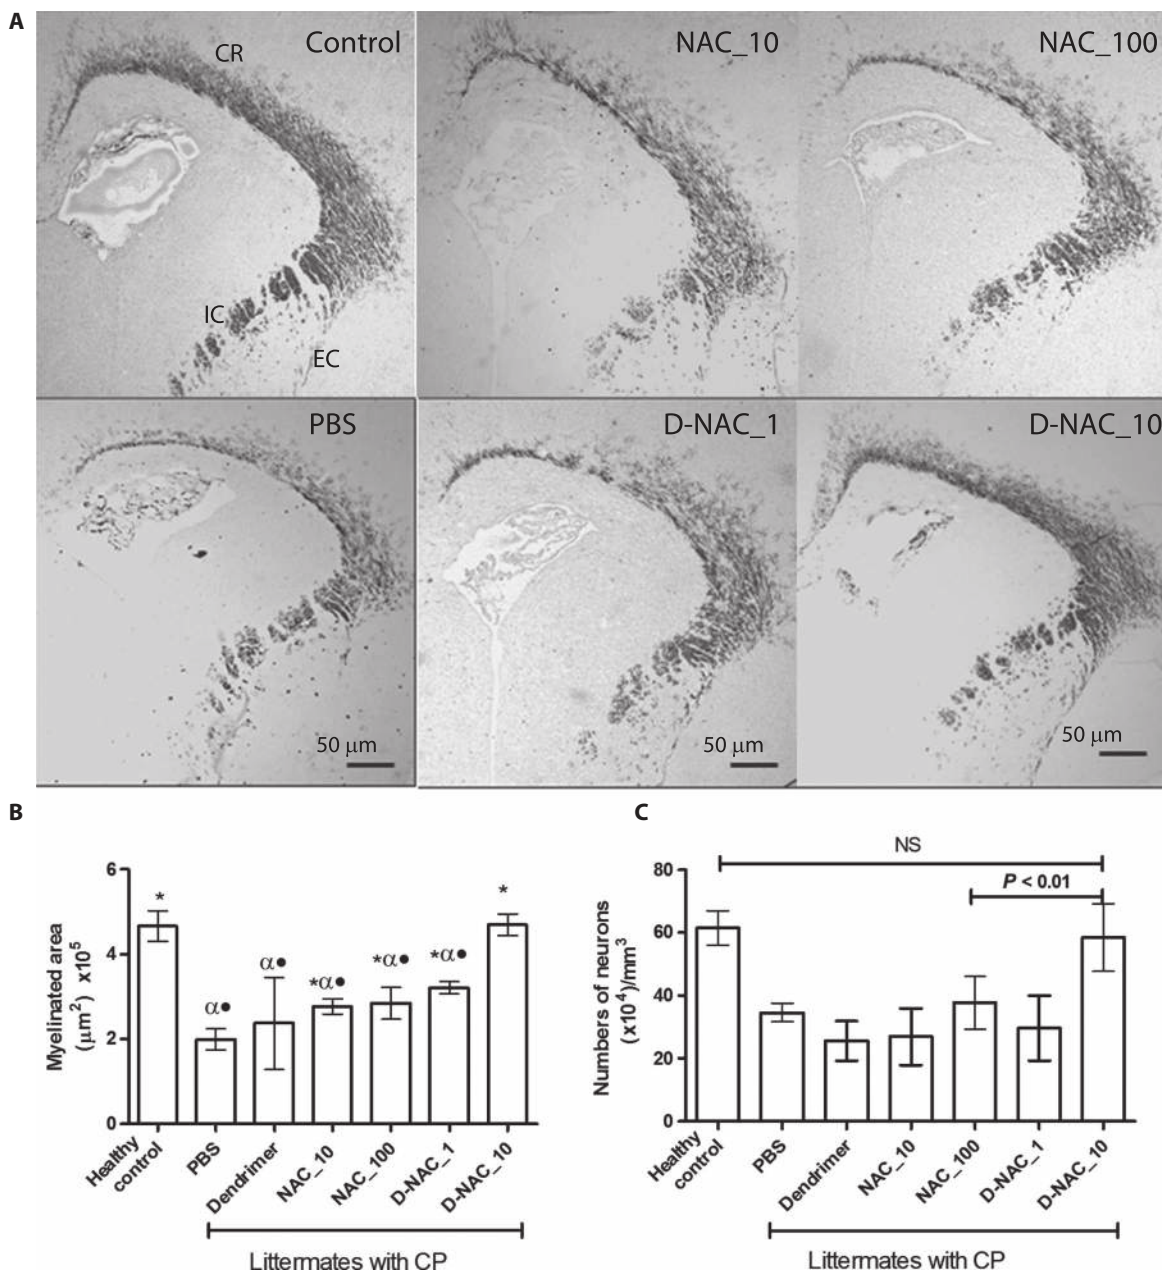 A
Control
CR
IC
EC
NAC_10
NAC_100
PBS
50 μm
D-NAC_1
50 μm
D-NAC_10
50 μm
B
Myelinated area
(μm²) x10⁵
6
4
2
0
*
α●
α●
*α●
*α●
*α●
*
Healthy
control
PBS
Dendrimer
NAC_10
NAC_100
D-NAC_1
D-NAC_10
Littermates with CP
C
Numbers of neurons
(x10⁴)/mm³
80
60
40
20
0
NS
P < 0.01
Healthy
control
PBS
Dendrimer
NAC_10
NAC_100
D-NAC_1
D-NAC_10
Littermates with CP